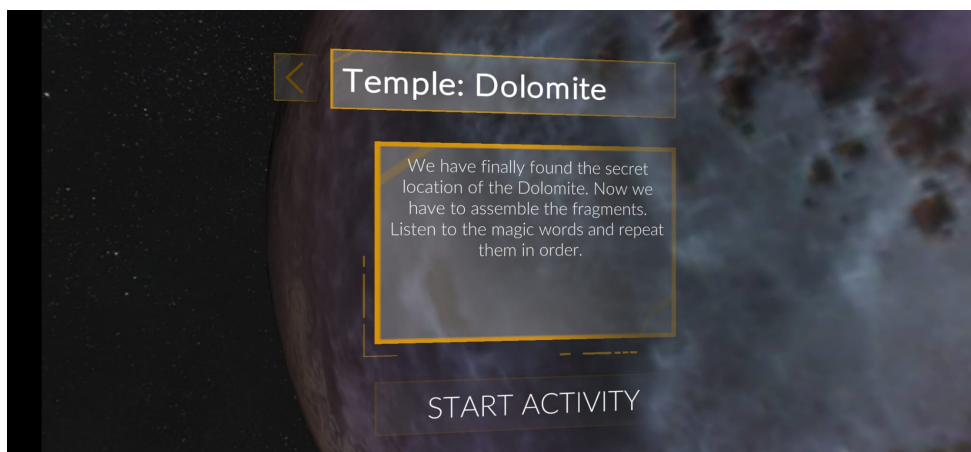 Temple: Dolomite
We have finally found the secret
location of the Dolomite. Now we
have to assemble the fragments.
Listen to the magic words and repeat
them in order.
START ACTIVITY